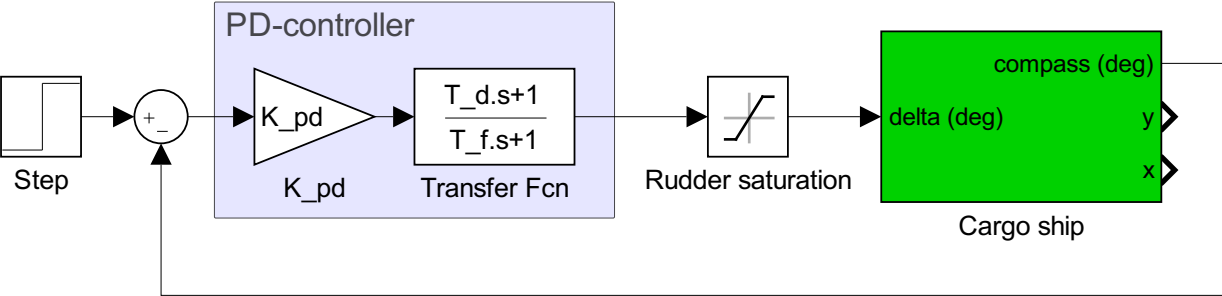 PD-controller
+
_
K_pd
T_d.s+1
T_f.s+1
compass (deg)
delta (deg)
y
x
Step
K_pd
Transfer Fcn
Rudder saturation
Cargo ship